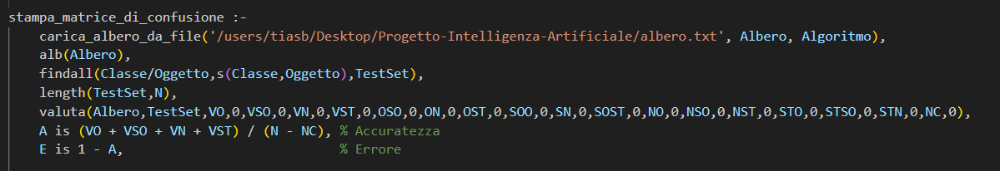 stampa_matrice_di_confusione :-
carica_albero_da_file('/users/tiasb/Desktop/Progetto-Intelligenza-Artificiale/albero.txt', Albero, Algoritmo),
alb(Albero),
findall(Classe/Oggetto,s(Classe,Oggetto),TestSet),
length(TestSet,N),
valuta(Albero,TestSet,VO,0,VSO,0,VN,0,VST,0,OSO,0,ON,0,OST,0,SOO,0,SN,0,SOST,0,NO,0,NSO,0,NST,0,STO,0,STSO,0,STN,0,NC,0),
A is (VO + VSO + VN + VST) / (N - NC), % Accuratezza
E is 1 - A, % Errore